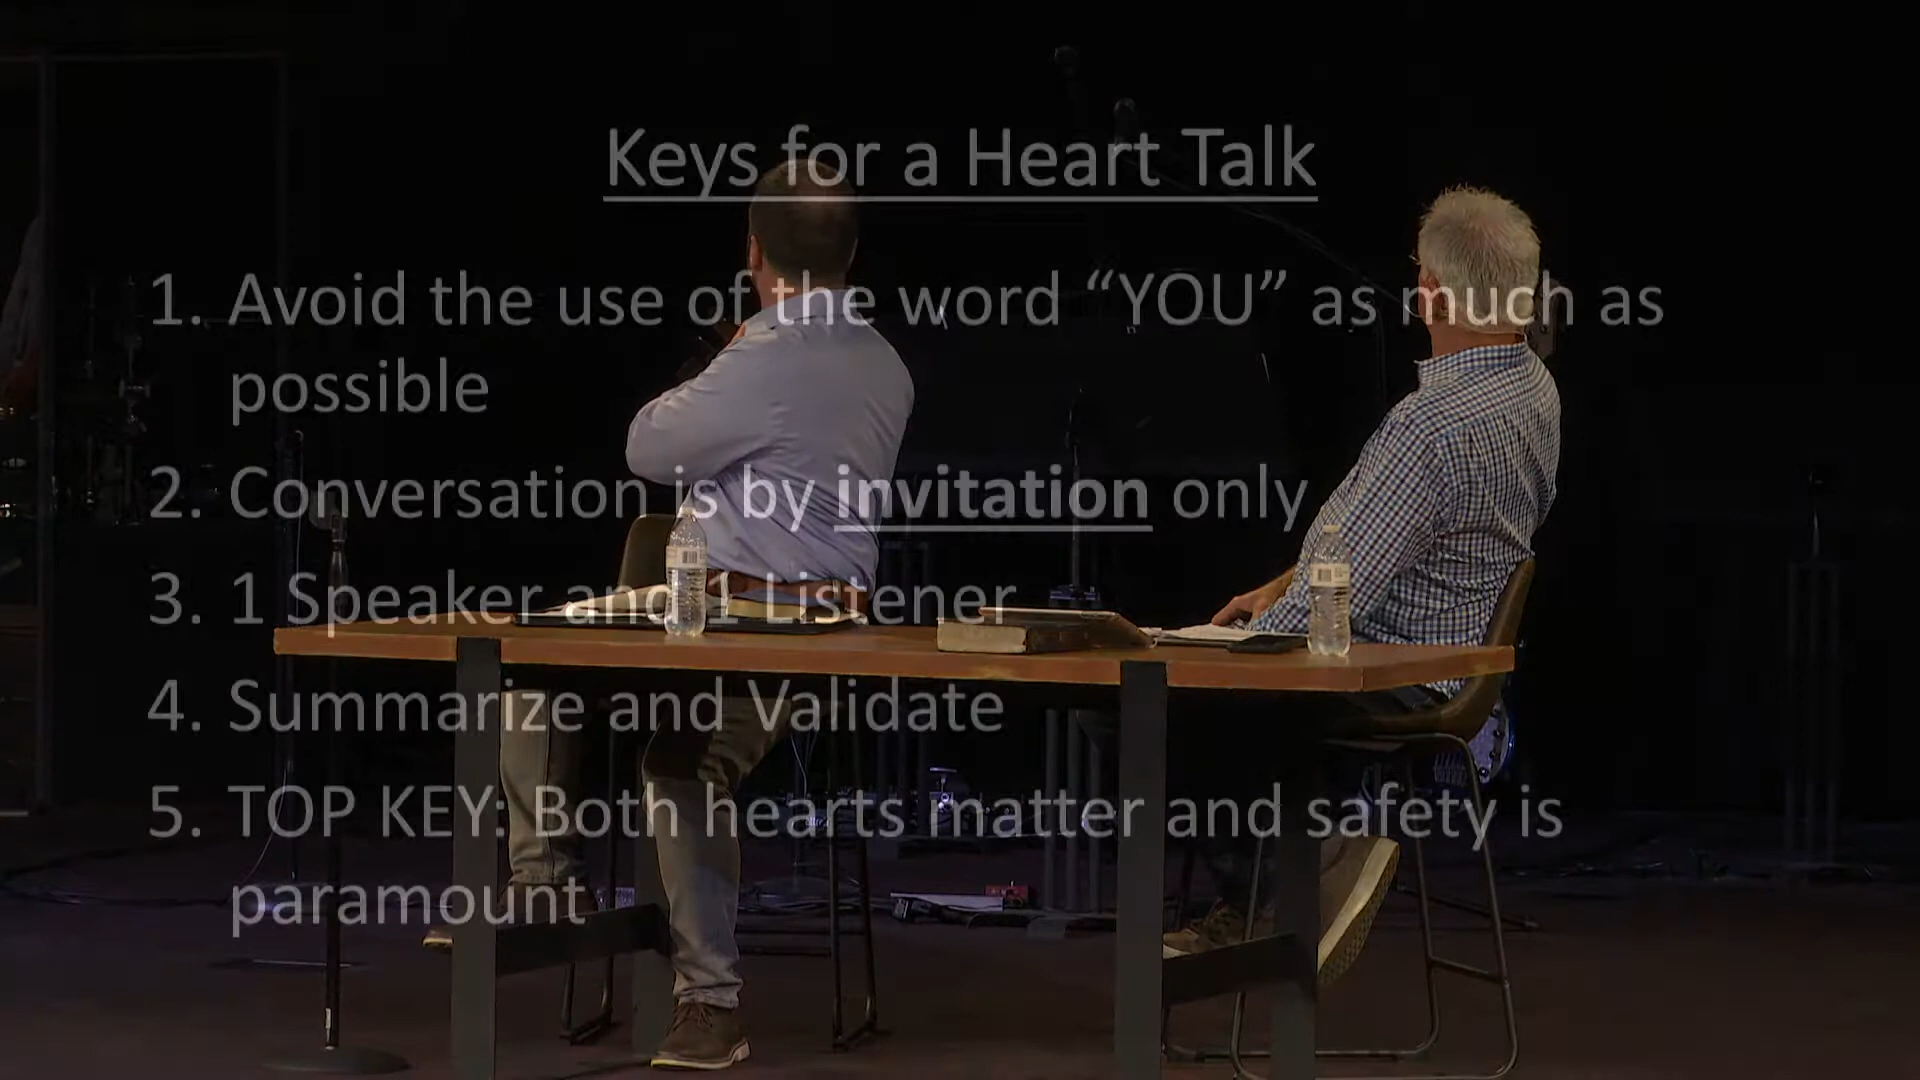 Keys for a Heart Talk
1. Avoid the use of the word “YOU” as much as
possible
2. Conversation is by invitation only
3. 1 Speaker and 1 Listener
4. Summarize and Validate
5. TOP KEY: Both hearts matter and safety is
paramount